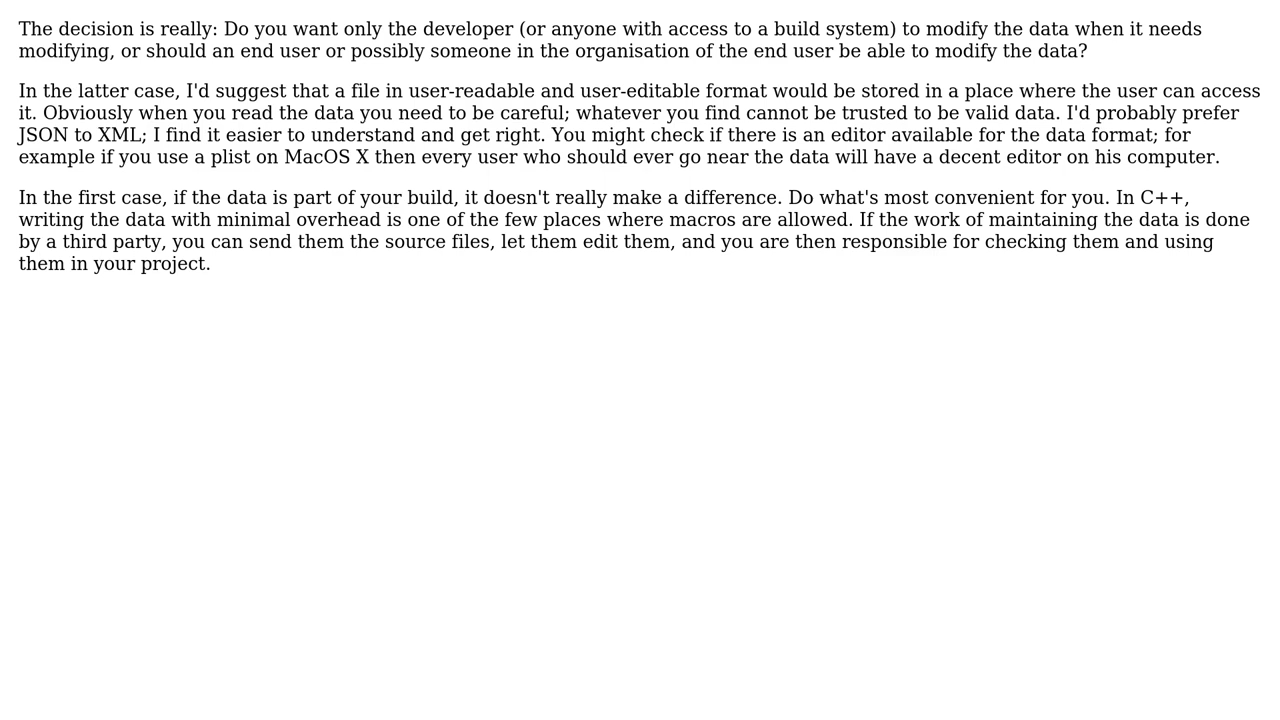 The decision is really: Do you want only the developer (or anyone with access to a build system) to modify the data when it needs
modifying, or should an end user or possibly someone in the organisation of the end user be able to modify the data?
In the latter case, I'd suggest that a file in user-readable and user-editable format would be stored in a place where the user can access
it. Obviously when you read the data you need to be careful; whatever you find cannot be trusted to be valid data. I'd probably prefer
JSON to XML; I find it easier to understand and get right. You might check if there is an editor available for the data format; for
example if you use a plist on MacOS X then every user who should ever go near the data will have a decent editor on his computer.
In the first case, if the data is part of your build, it doesn't really make a difference. Do what's most convenient for you. In C++,
writing the data with minimal overhead is one of the few places where macros are allowed. If the work of maintaining the data is done
by a third party, you can send them the source files, let them edit them, and you are then responsible for checking them and using
them in your project.